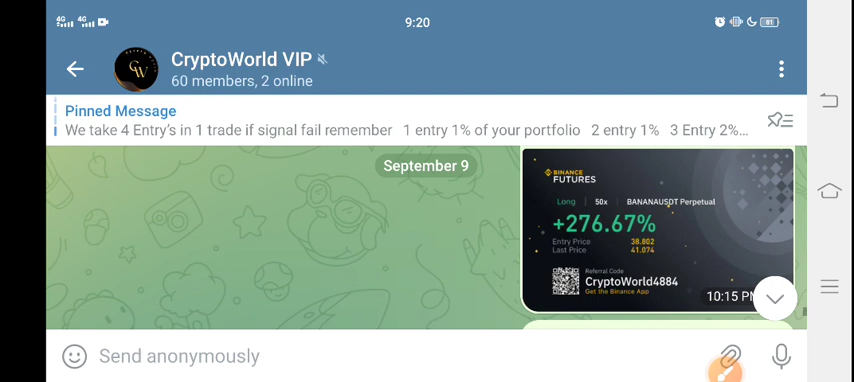 4G 4G 9:20 81
CryptoWorld VIP
60 members, 2 online
Pinned Message
We take 4 Entry's in 1 trade if signal fail remember 1 entry 1% of your portfolio 2 entry 1% 3 Entry 2%...
September 9
BINANCE
FUTURES
Long 50x BANANAUSDT Perpetual
+276.67%
Entry Price 38.802
Last Price 41.074
Referral Code
CryptoWorld4884
Get the Binance App
10:15 PM
Send anonymously